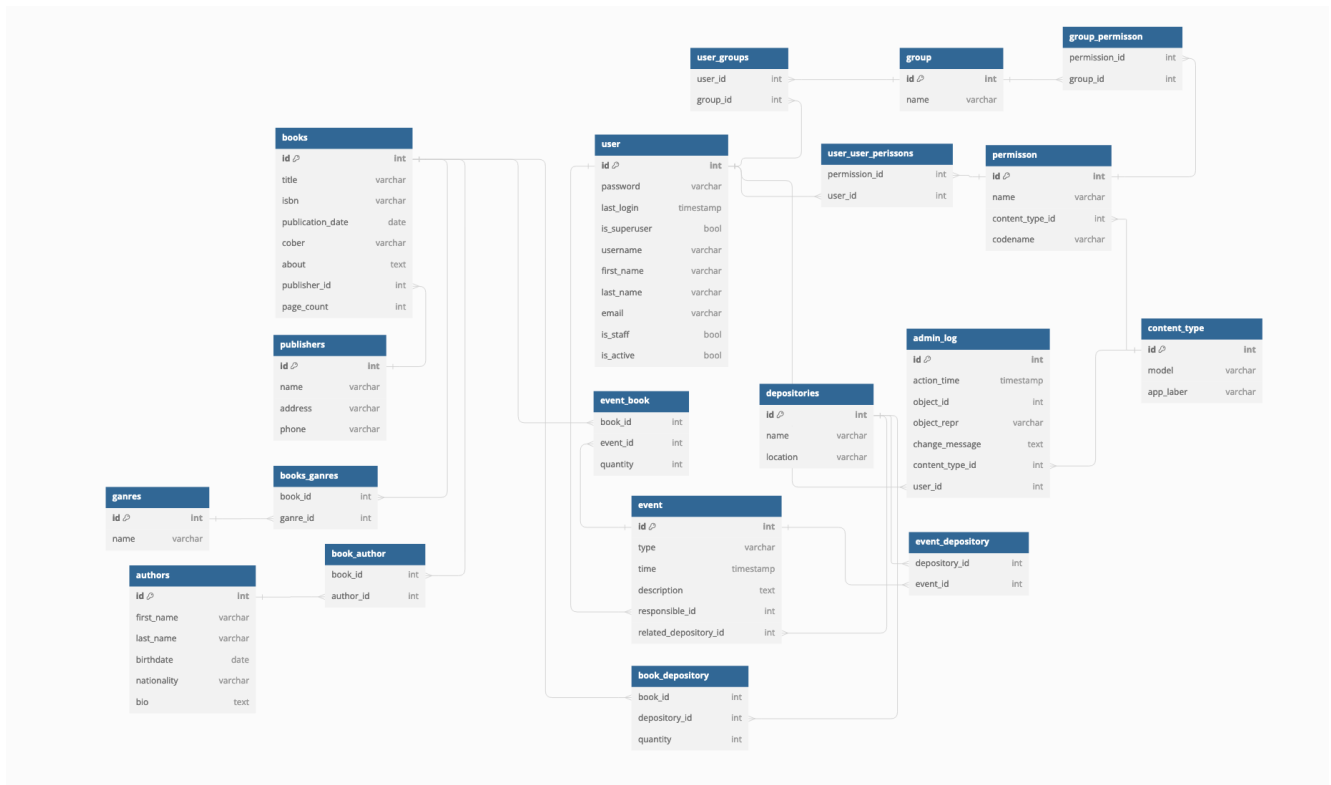 group_permisson
permission_id int
group_id int
user_groups
user_id int
group_id int
group
id int
name varchar
books
id int
title varchar
isbn varchar
publication_date date
cober varchar
about text
publisher_id int
page_count int
user
id int
password varchar
last_login timestamp
is_superuser bool
username varchar
first_name varchar
last_name varchar
email varchar
is_staff bool
is_active bool
user_user_perissons
permission_id int
user_id int
permisson
id int
name varchar
content_type_id int
codename varchar
publishers
id int
name varchar
address varchar
phone varchar
admin_log
id int
action_time timestamp
object_id int
object_repr varchar
change_message text
content_type_id int
user_id int
content_type
id int
model varchar
app_laber varchar
event_book
book_id int
event_id int
quantity int
depositories
id int
name varchar
location varchar
books_ganres
book_id int
ganre_id int
ganres
id int
name varchar
event
id int
type varchar
time timestamp
description text
responsible_id int
related_depository_id int
event_depository
depository_id int
event_id int
book_author
book_id int
author_id int
authors
id int
first_name varchar
last_name varchar
birthdate date
nationality varchar
bio text
book_depository
book_id int
depository_id int
quantity int